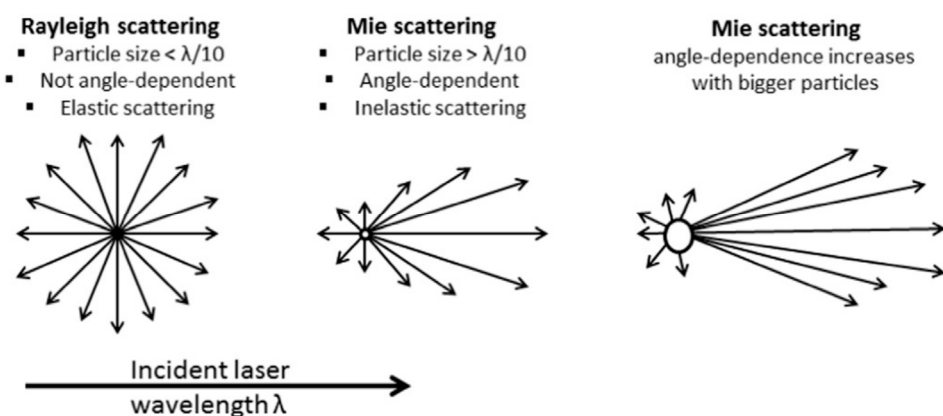 Rayleigh scattering
▪ Particle size < λ/10
▪ Not angle-dependent
▪ Elastic scattering
Mie scattering
▪ Particle size > λ/10
▪ Angle-dependent
▪ Inelastic scattering
Mie scattering
angle-dependence increases
with bigger particles
Incident laser
wavelength λ